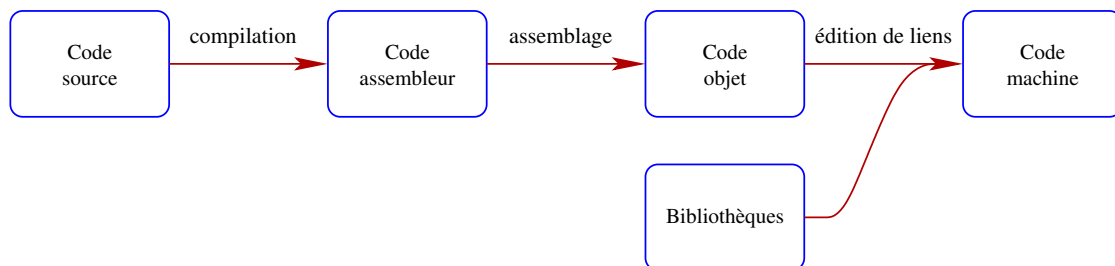 Code
source
compilation
Code
assembleur
assemblage
Code
objet
édition de liens
Code
machine
Bibliothèques